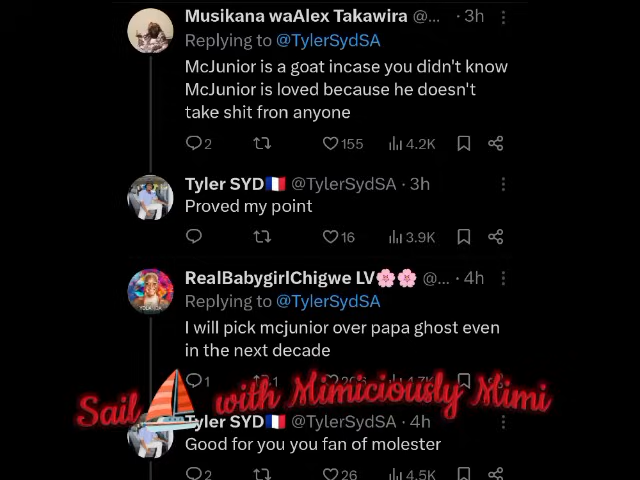 Musikana waAlex Takawira @... · 3h
Replying to @TylerSydSA
McJunior is a goat incase you didn't know
McJunior is loved because he doesn't
take shit fron anyone
2 155 4.2K
Tyler SYD🇫🇷 @TylerSydSA · 3h
Proved my point
16 3.9K
RealBabygirlChigwe LV🌸🌸 @... · 4h
Replying to @TylerSydSA
I will pick mcjunior over papa ghost even
in the next decade
1 1
Sail ⛵ with Mimiciously Mimi
Tyler SYD🇫🇷 @TylerSydSA · 4h
Good for you you fan of molester
2 26 4.5K